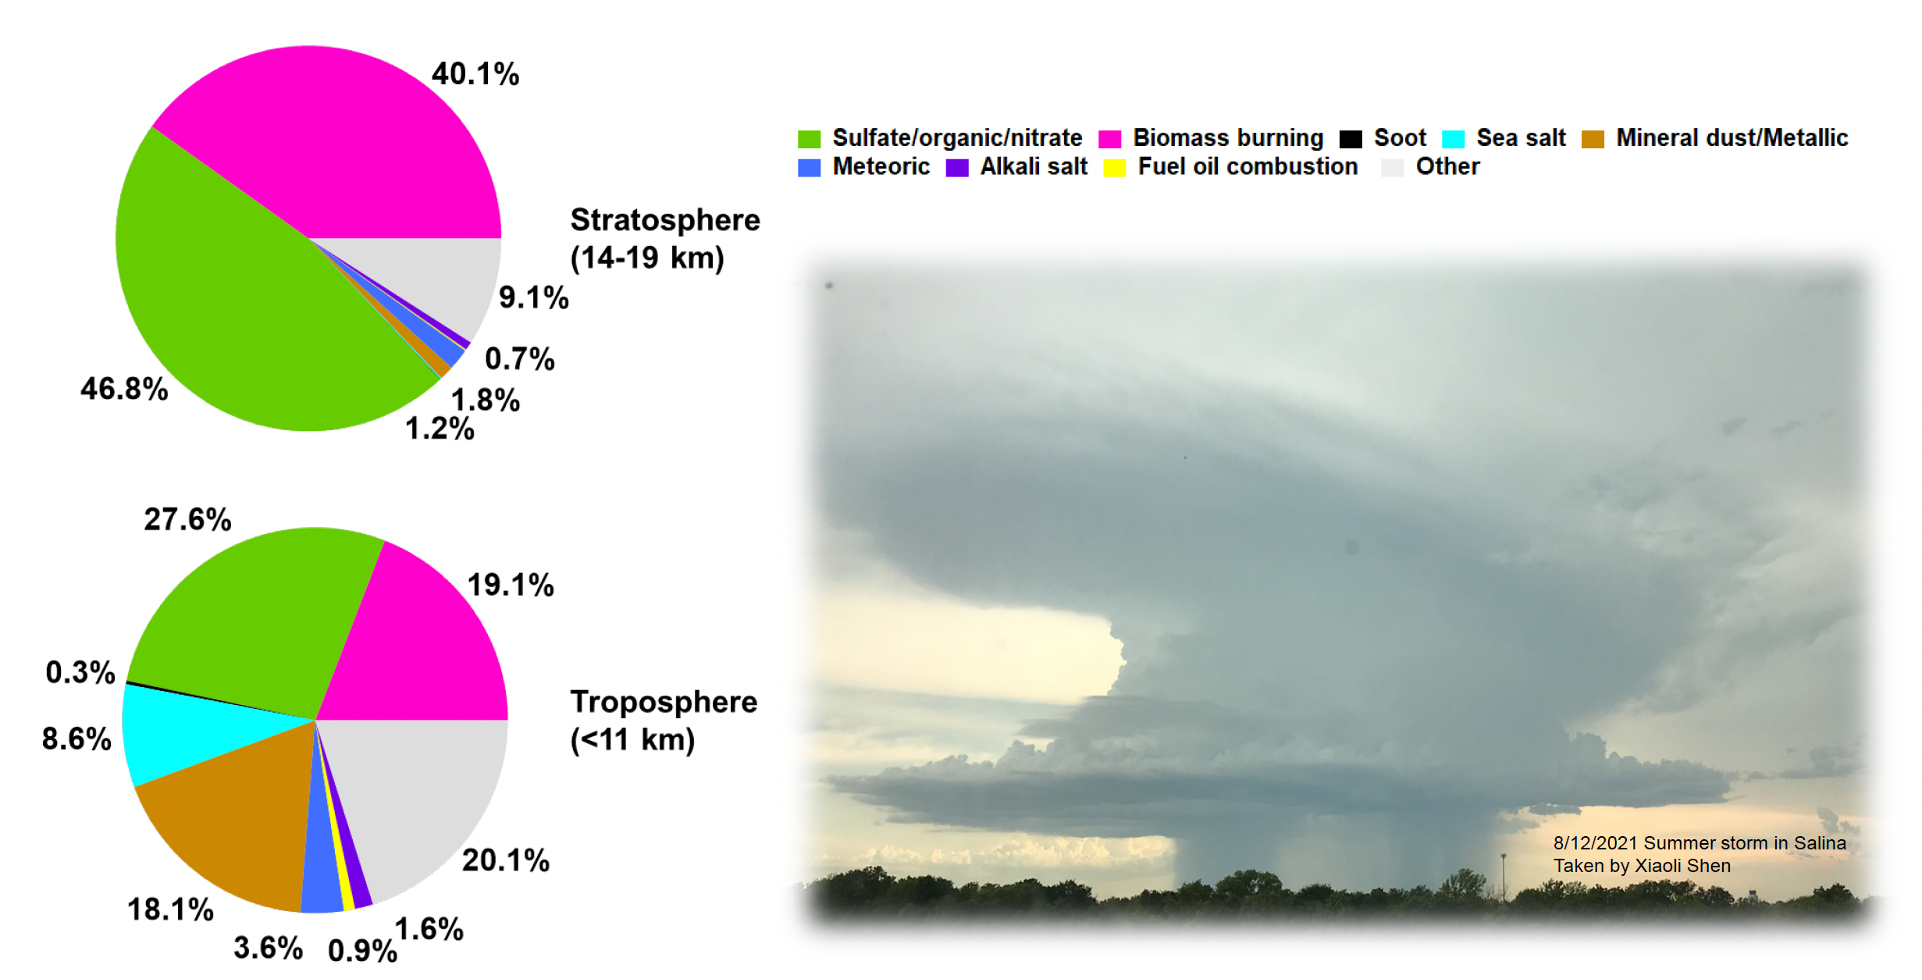 40.1%
Stratosphere
(14-19 km)
9.1%
0.7%
1.8%
1.2%
46.8%
27.6%
19.1%
0.3%
8.6%
Troposphere
(<11 km)
20.1%
18.1%
1.6%
3.6%
0.9%
Sulfate/organic/nitrate Biomass burning Soot Sea salt Mineral dust/Metallic
Meteoric Alkali salt Fuel oil combustion Other
8/12/2021 Summer storm in Salina
Taken by Xiaoli Shen